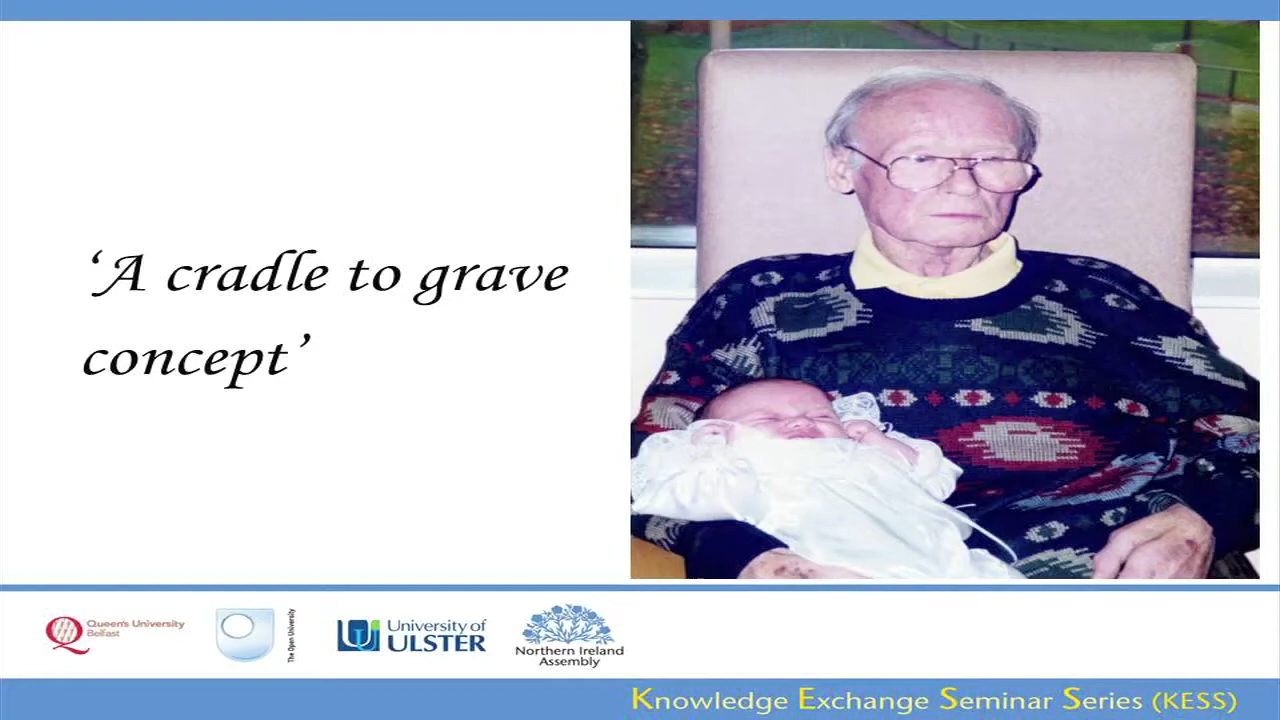 ‘A cradle to grave
concept’
Queen's University
Belfast
The Open University
University of
ULSTER
Northern Ireland
Assembly
Knowledge Exchange Seminar Series (KESS)